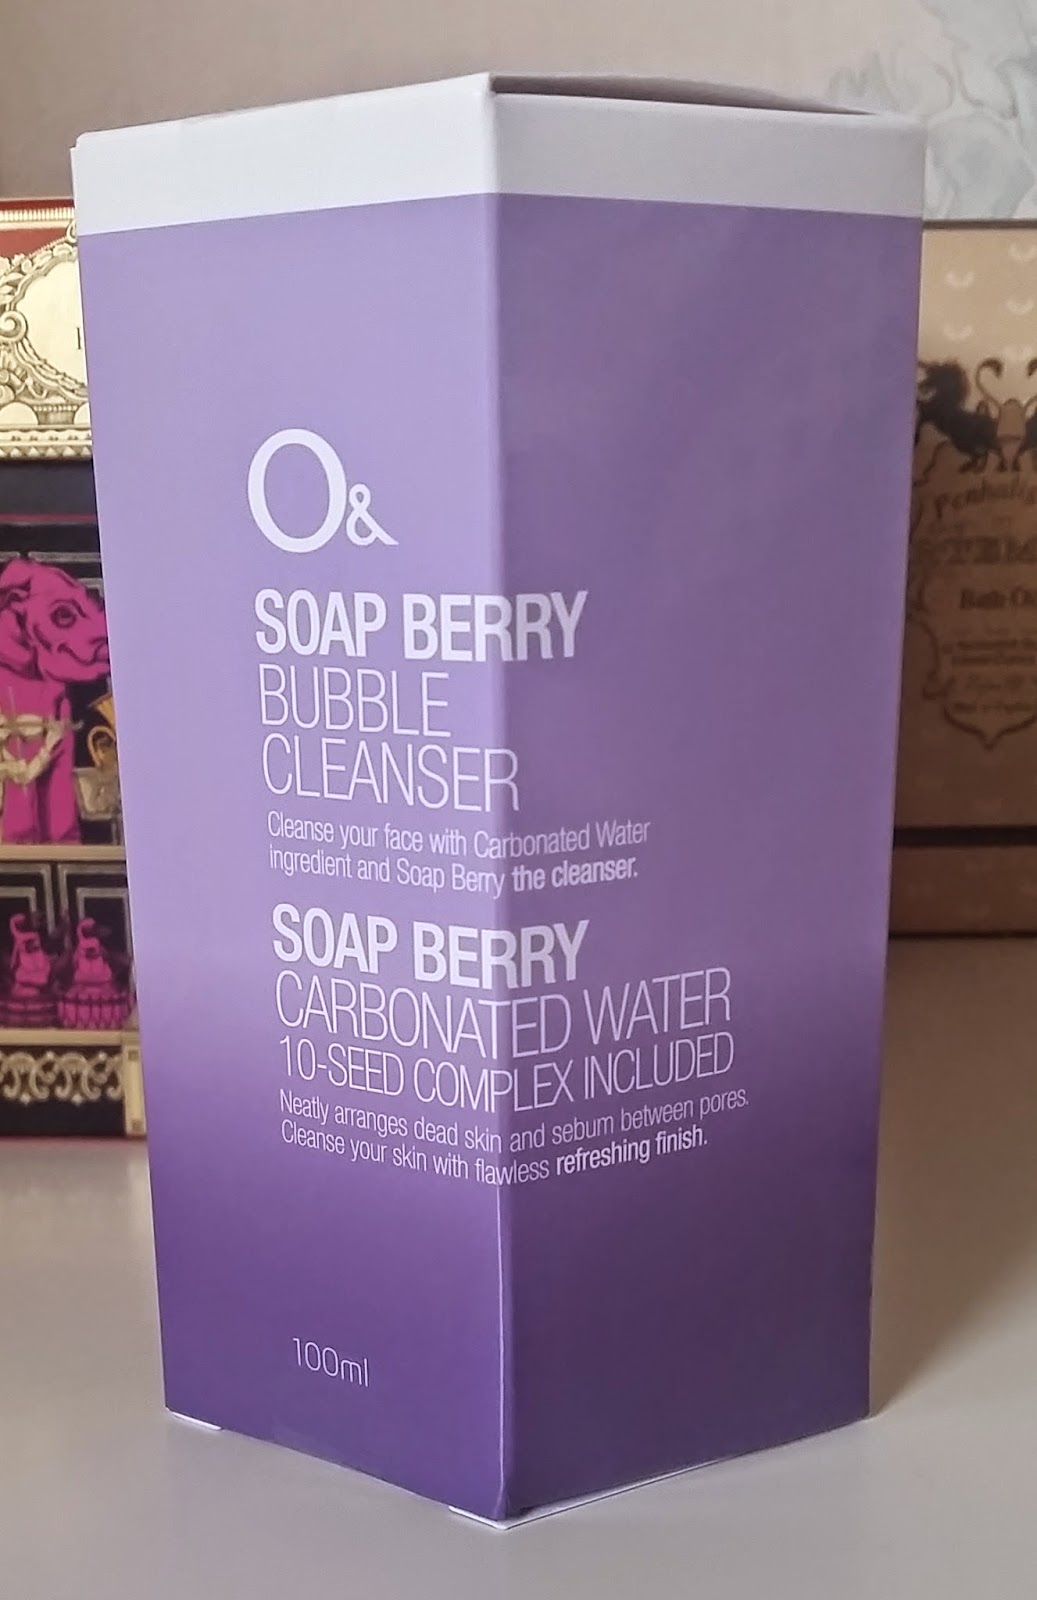 O&
SOAP BERRY
BUBBLE
CLEANSER
Cleanse your face with Carbonated Water
ingredient and Soap Berry the cleanser.
SOAP BERRY
CARBONATED WATER
10-SEED COMPLEX INCLUDED
Neatly arranges dead skin and sebum between pores.
Cleanse your skin with flawless refreshing finish.
100ml
Bath